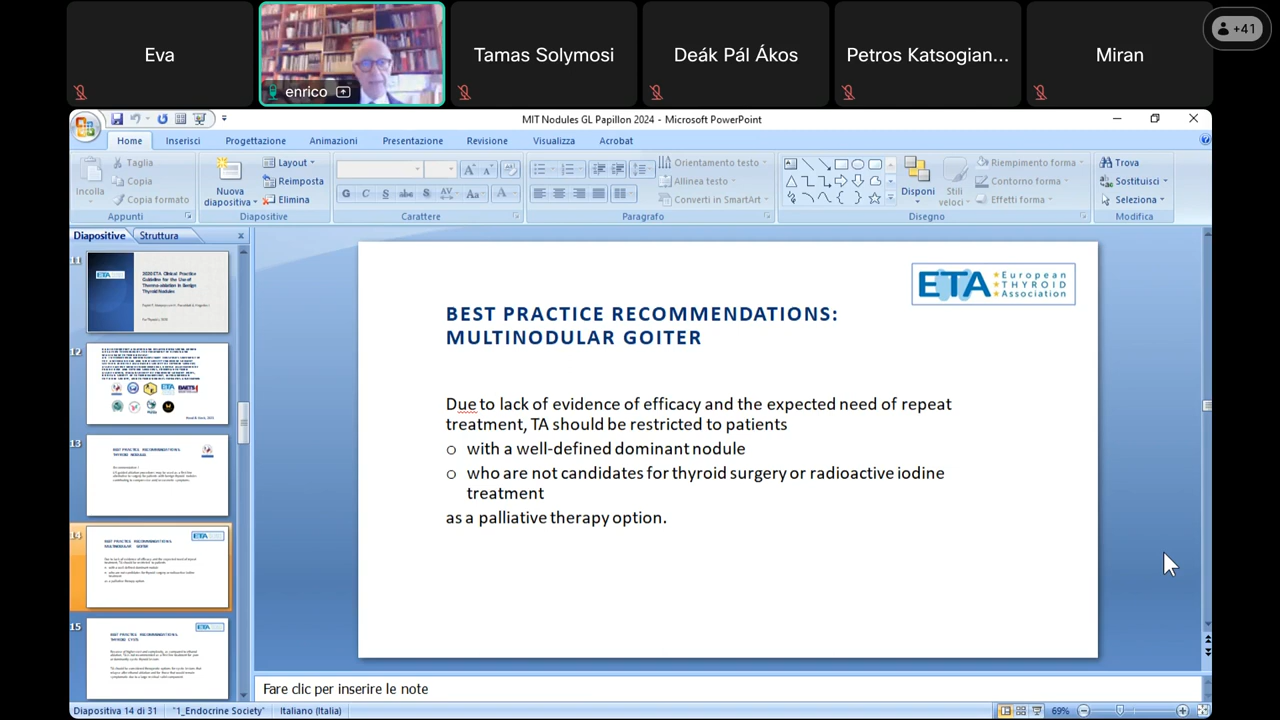 Eva
enrico
Tamas Solymosi
Deák Pál Ákos
Petros Katsogian...
Miran
+41
MIT Nodules GL Papillon 2024 - Microsoft PowerPoint
Home
Inserisci
Progettazione
Animazioni
Presentazione
Revisione
Visualizza
Acrobat
Incolla
Taglia
Copia
Copia formato
Appunti
Nuova
diapositiva
Layout
Reimposta
Elimina
Diapositive
Carattere
Orientamento testo
Allinea testo
Converti in SmartArt
Paragrafo
Disponi
Stili
veloci
Riempimento forma
Contorno forma
Effetti forma
Disegno
Trova
Sostituisci
Seleziona
Modifica
Diapositive
Struttura
11
12
13
14
15
ETA European
THYROID
Association
BEST PRACTICE RECOMMENDATIONS:
MULTINODULAR GOITER
Due to lack of evidence of efficacy and the expected need of repeat
treatment, TA should be restricted to patients
o with a well-defined dominant nodule
o who are not candidates for thyroid surgery or radioactive iodine
treatment
as a palliative therapy option.
Fare clic per inserire le note
Diapositiva 14 di 31
"1_Endocrine Society"
Italiano (Italia)
69%